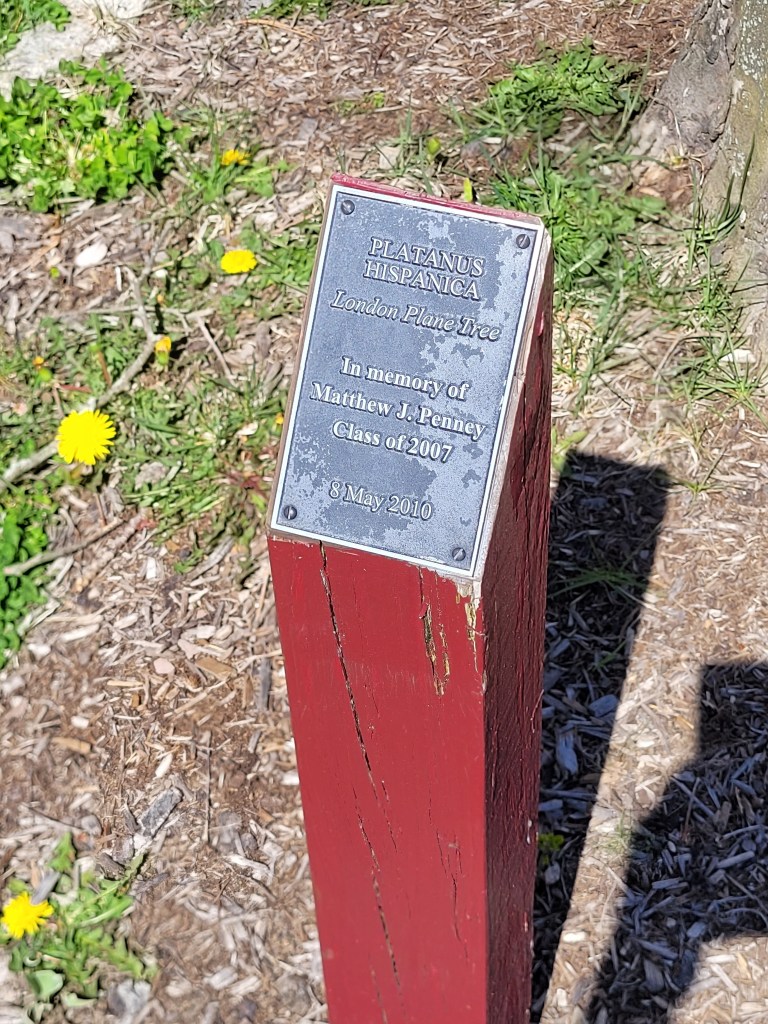 PLATANUS
HISPANICA
London Plane Tree
In memory of
Matthew J. Penney
Class of 2007
8 May 2010